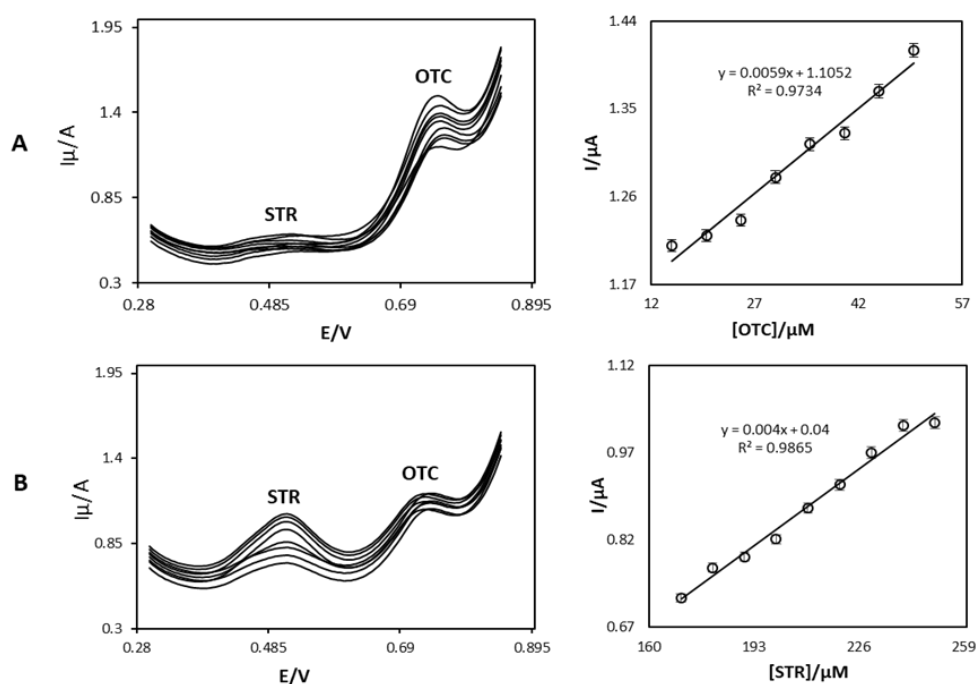 A
Iµ/A
1.95
1.4
0.85
0.3
STR
OTC
0.28
0.485
0.69
0.895
E/V
I/µA
1.44
1.35
1.26
1.17
y = 0.0059x + 1.1052
R² = 0.9734
12
27
42
57
[OTC]/µM
B
Iµ/A
1.95
1.4
0.85
0.3
STR
OTC
0.28
0.485
0.69
0.895
E/V
I/µA
1.12
0.97
0.82
0.67
y = 0.004x + 0.04
R² = 0.9865
160
193
226
259
[STR]/µM